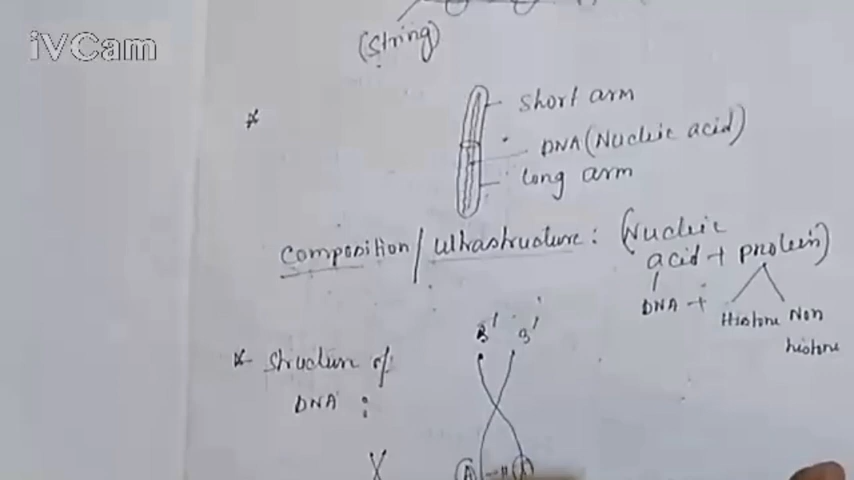 iVCam
(String)
* short arm
DNA (Nucleic acid)
long arm
Composition / Ultrastructure : (Nucleic
acid + protein)
DNA + Histone Non
histone
* Structure of
DNA :